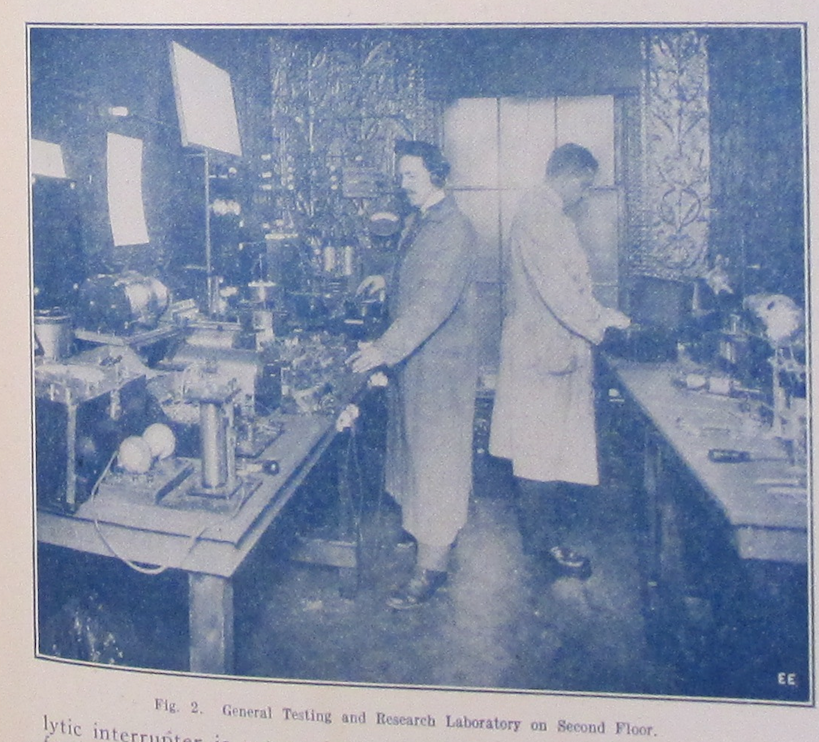 EE
Fig. 2. General Testing and Research Laboratory on Second Floor.
lytic interrupter